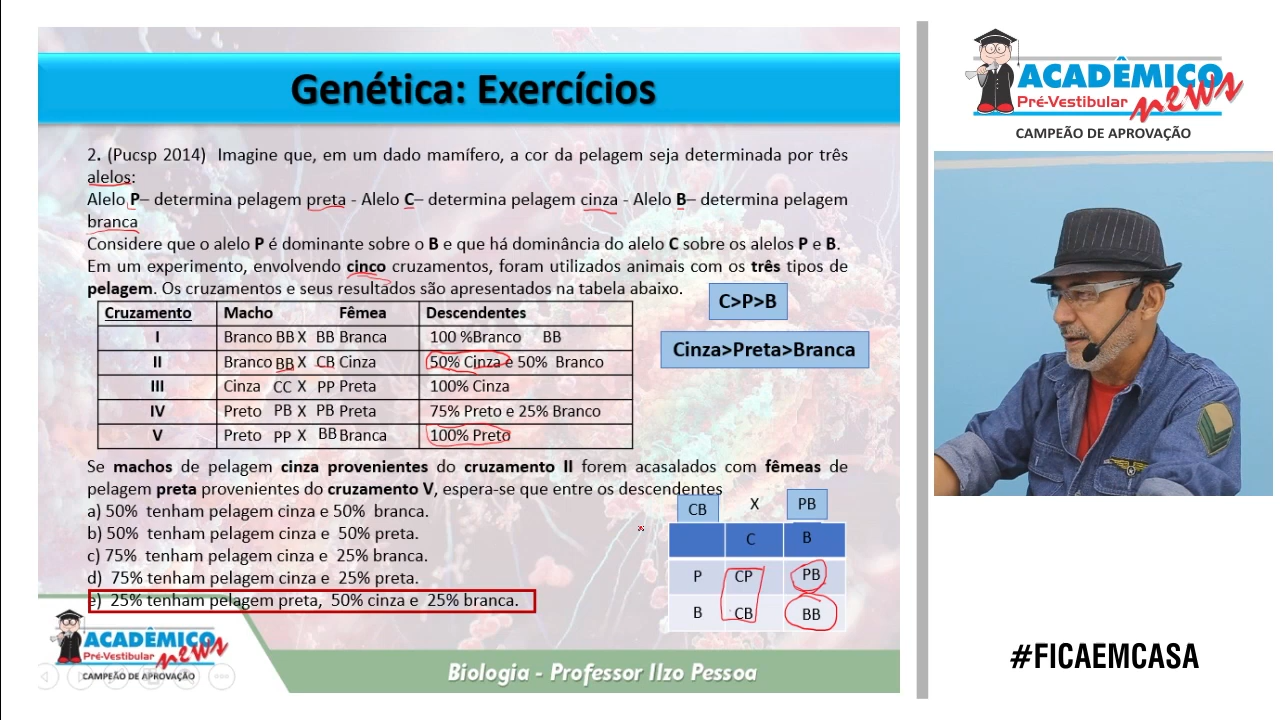 Genética: Exercícios
2. (Pucsp 2014) Imagine que, em um dado mamífero, a cor da pelagem seja determinada por três
alelos:
Alelo P– determina pelagem preta - Alelo C– determina pelagem cinza - Alelo B– determina pelagem
branca
Considere que o alelo P é dominante sobre o B e que há dominância do alelo C sobre os alelos P e B.
Em um experimento, envolvendo cinco cruzamentos, foram utilizados animais com os três tipos de
pelagem. Os cruzamentos e seus resultados são apresentados na tabela abaixo.
C>P>B
Cinza>Preta>Branca
Cruzamento Macho Fêmea Descendentes
I Branco BB X BB Branca 100 %Branco BB
II Branco BB X CB Cinza 50% Cinza e 50% Branco
III Cinza CC X PP Preta 100% Cinza
IV Preto PB X PB Preta 75% Preto e 25% Branco
V Preto PP X BB Branca 100% Preto
Se machos de pelagem cinza provenientes do cruzamento II forem acasalados com fêmeas de
pelagem preta provenientes do cruzamento V, espera-se que entre os descendentes
a) 50% tenham pelagem cinza e 50% branca.
b) 50% tenham pelagem cinza e 50% preta.
c) 75% tenham pelagem cinza e 25% branca.
d) 75% tenham pelagem cinza e 25% preta.
e) 25% tenham pelagem preta, 50% cinza e 25% branca.
CB X PB
C B
P CP PB
B CB BB
ACADÊMICO
Pré-Vestibular news
CAMPEÃO DE APROVAÇÃO
Biologia - Professor Ilzo Pessoa
ACADÊMICO
Pré-Vestibular news
CAMPEÃO DE APROVAÇÃO
#FICAEMCASA